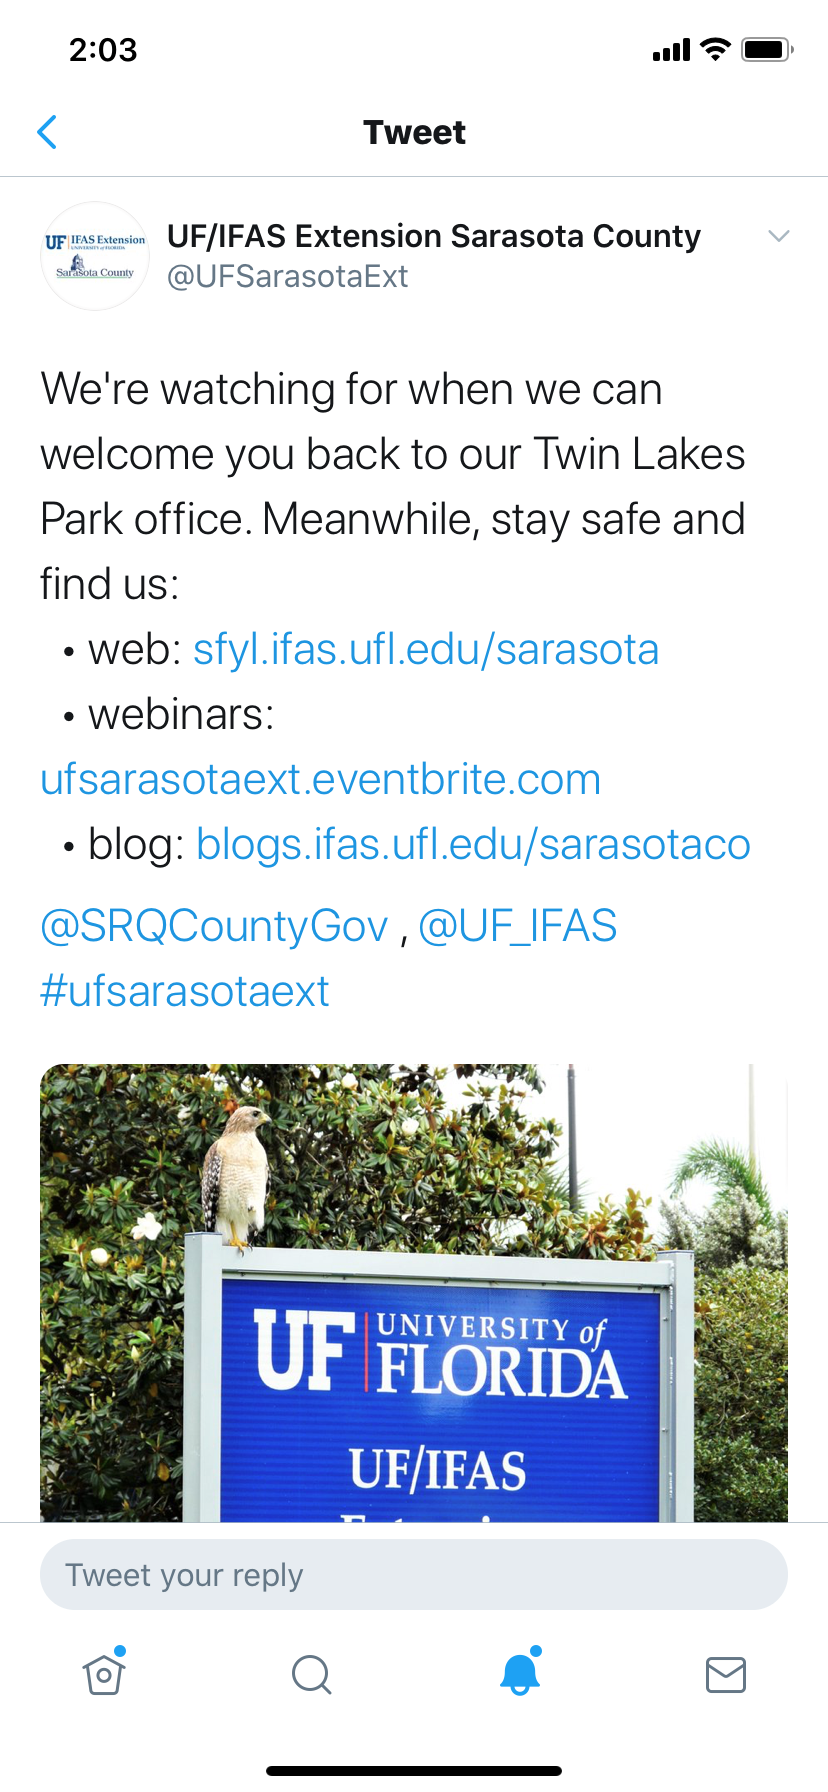 2:03
Tweet
UF IFAS Extension
UNIVERSITY of FLORIDA
Sarasota County
UF/IFAS Extension Sarasota County
@UFSarasotaExt
We're watching for when we can
welcome you back to our Twin Lakes
Park office. Meanwhile, stay safe and
find us:
• web: sfyl.ifas.ufl.edu/sarasota
• webinars:
ufsarasotaext.eventbrite.com
• blog: blogs.ifas.ufl.edu/sarasotaco
@SRQCountyGov , @UF_IFAS
#ufsarasotaext
UF UNIVERSITY of
FLORIDA
UF/IFAS
Tweet your reply